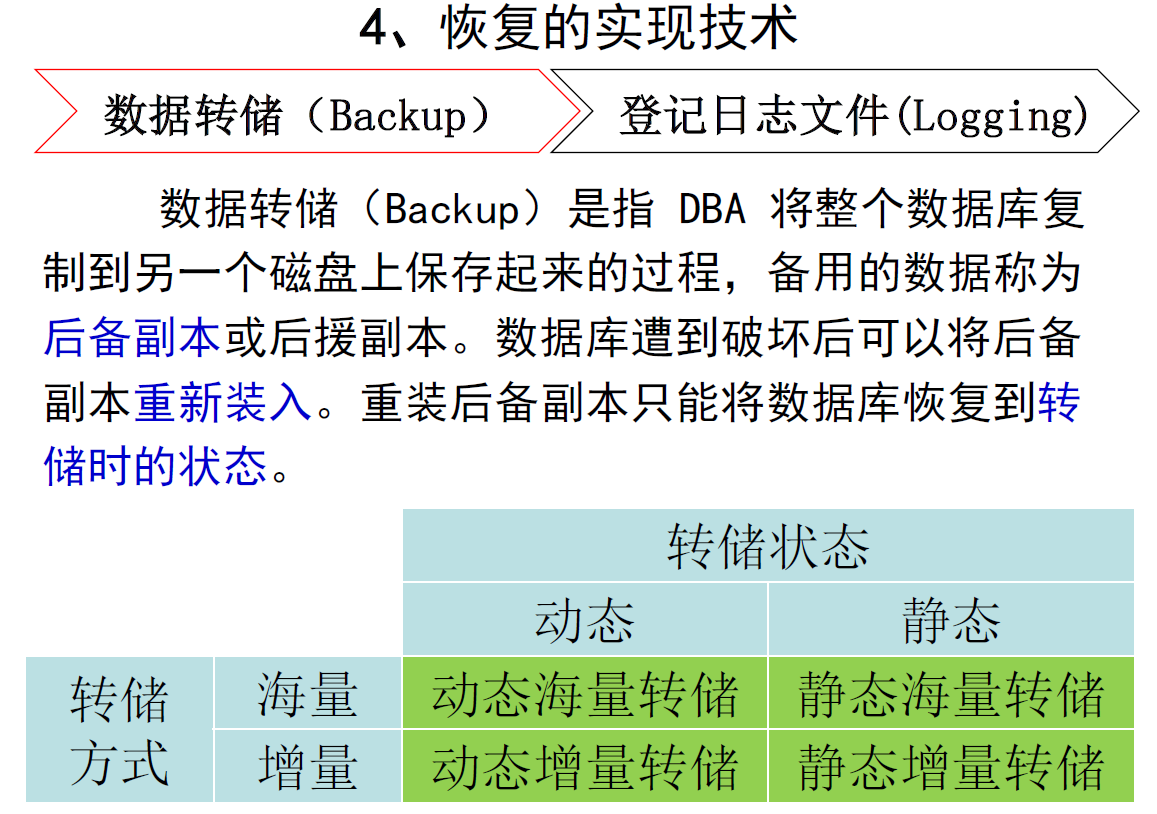 4、恢复的实现技术
数据转储（Backup）
登记日志文件(Logging)
数据转储（Backup）是指 DBA 将整个数据库复
制到另一个磁盘上保存起来的过程，备用的数据称为
后备副本或后援副本。数据库遭到破坏后可以将后备
副本重新装入。重装后备副本只能将数据库恢复到转
储时的状态。
转储状态
动态
静态
转储
方式
海量
动态海量转储
静态海量转储
增量
动态增量转储
静态增量转储